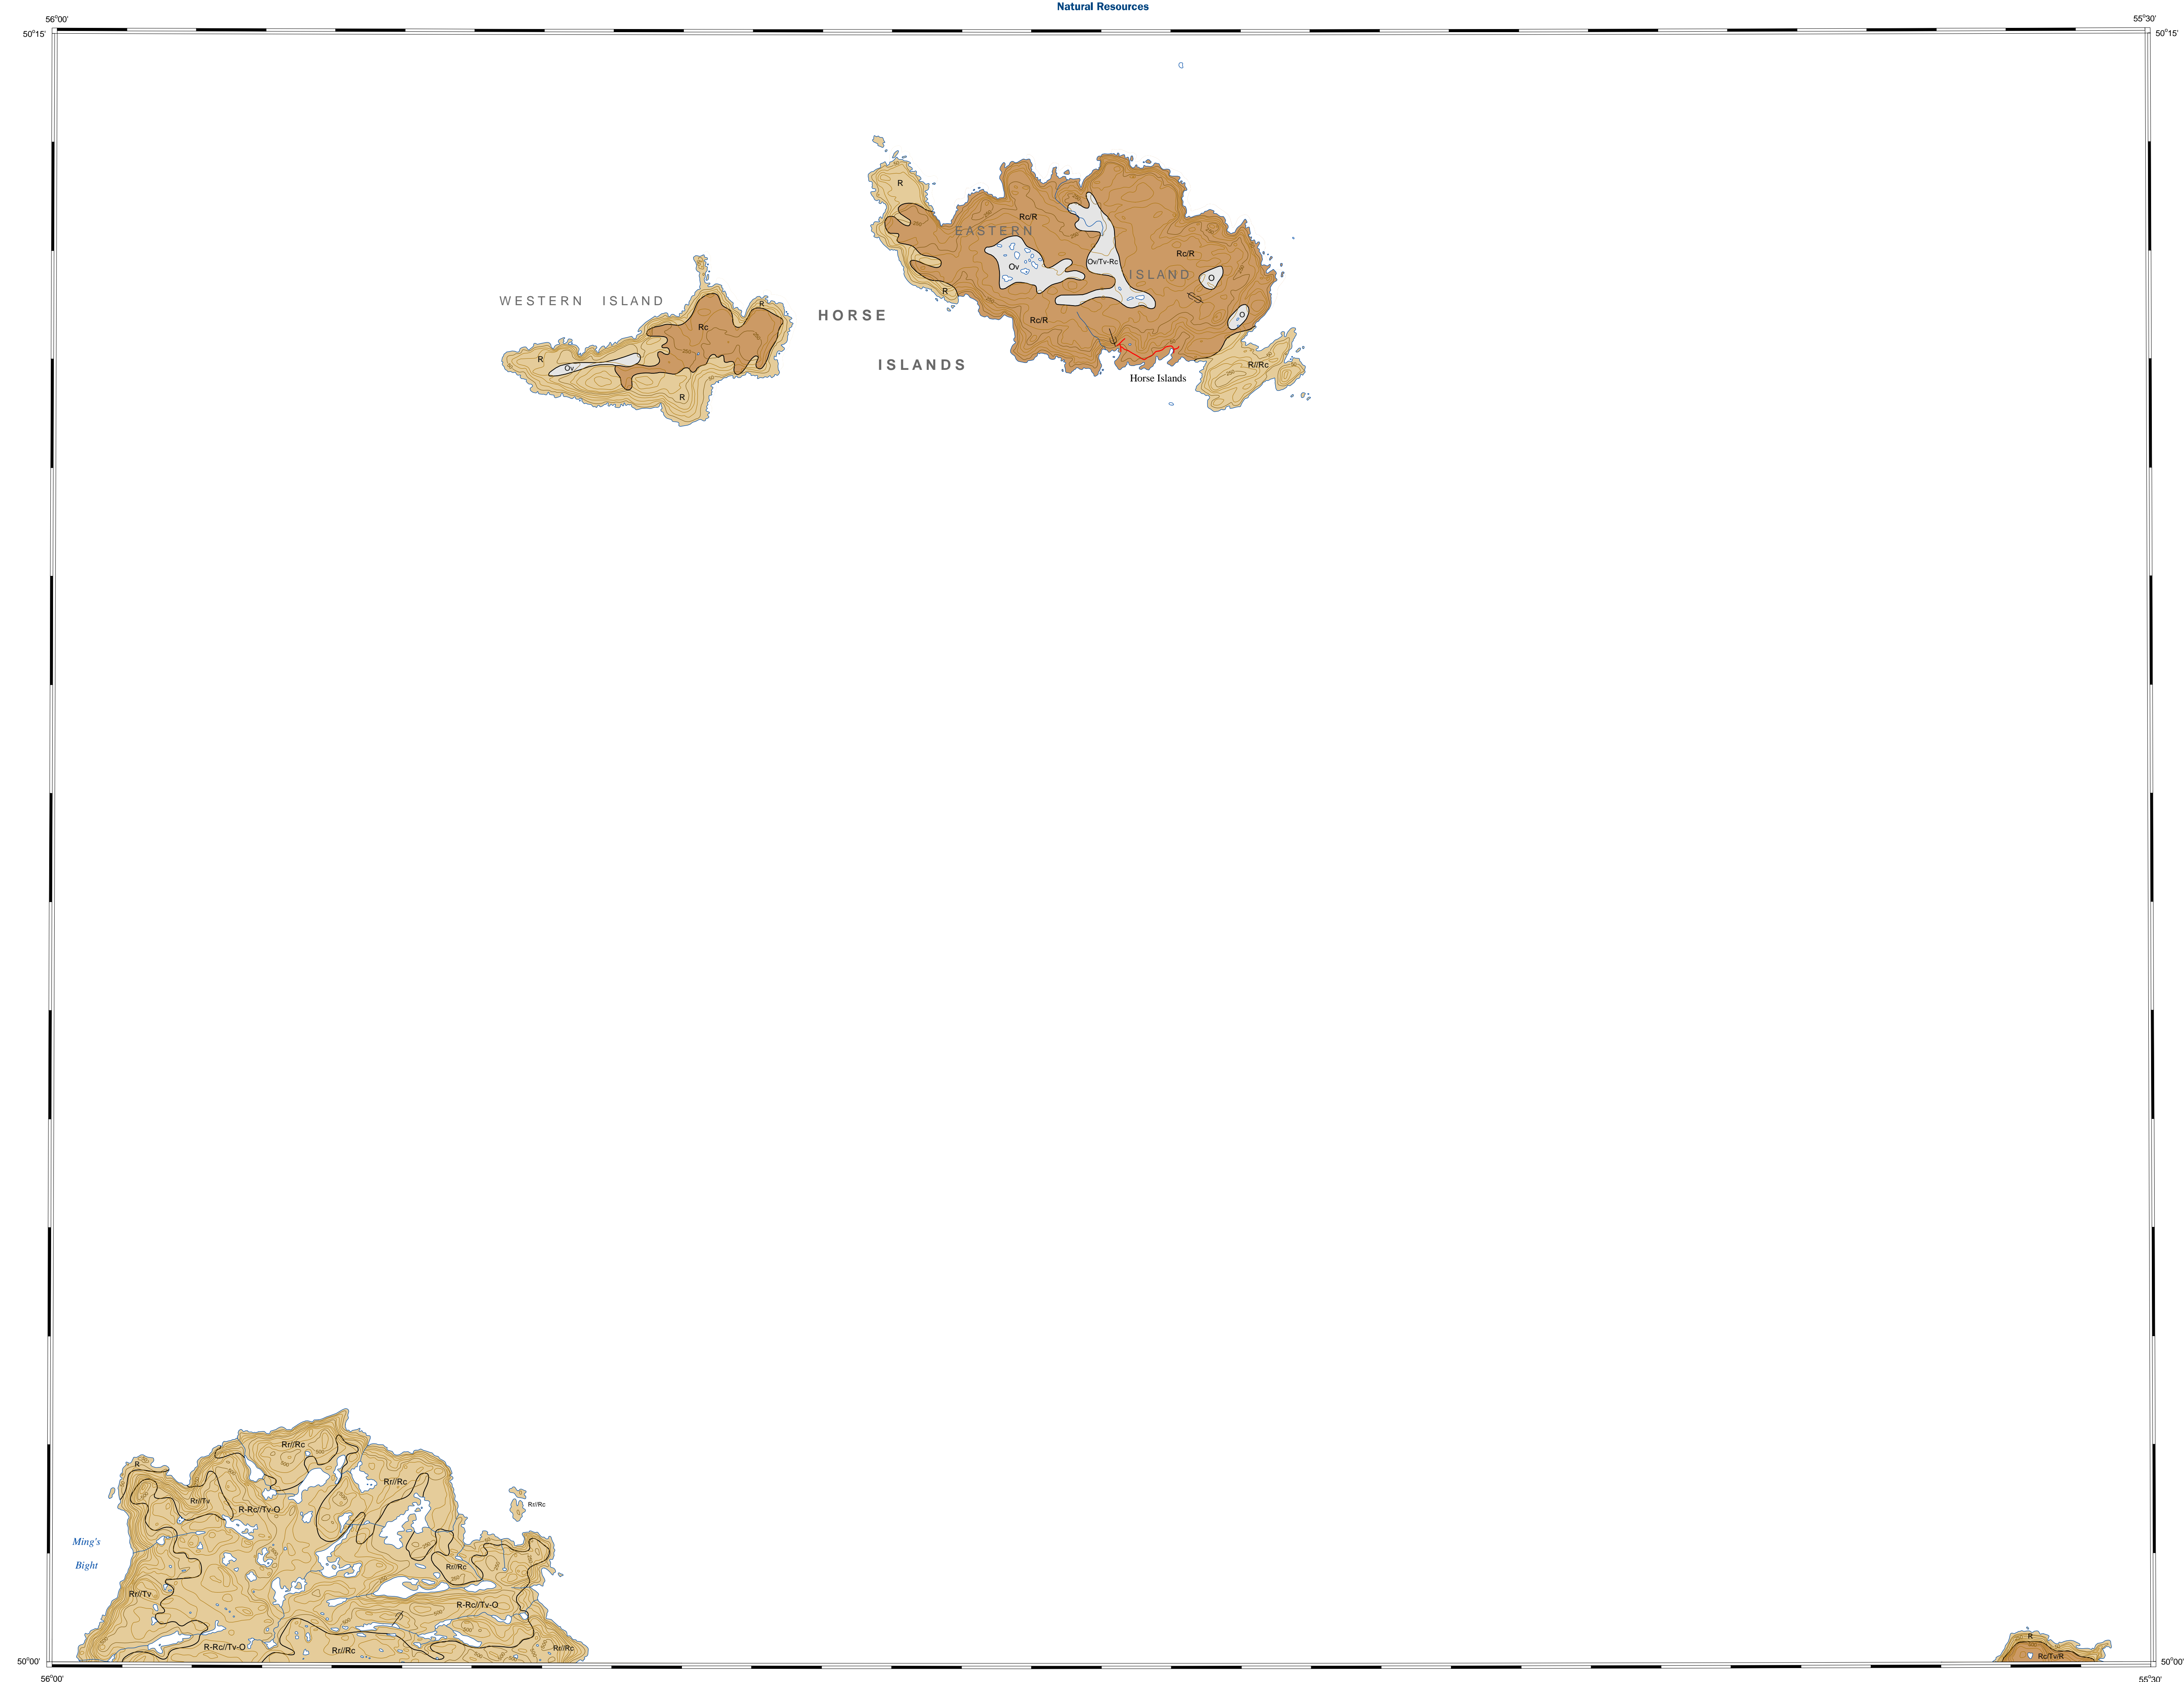 Natural Resources
56°00'
55°30'
50°15'
50°15'
R
Rc/R
EASTERN
Rc/R
Ov
Ov/Tv-Rc
ISLAND
O
R
WESTERN ISLAND
R
HORSE
O
Rc/R
Rc
R
Ov
ISLANDS
R//Rc
Horse Islands
R
Rr//Rc
R
Rr//Rc
Rr//Tv
R-Rc//Tv-O
Rr//Rc
Ming's
Bight
Rr//Rc
Rr//Tv
R-Rc//Tv-O
R-Rc//Tv-O
Rr//Rc
Rr//Rc
R
Rc/Tv/R
50°00'
50°00'
56°00'
55°30'